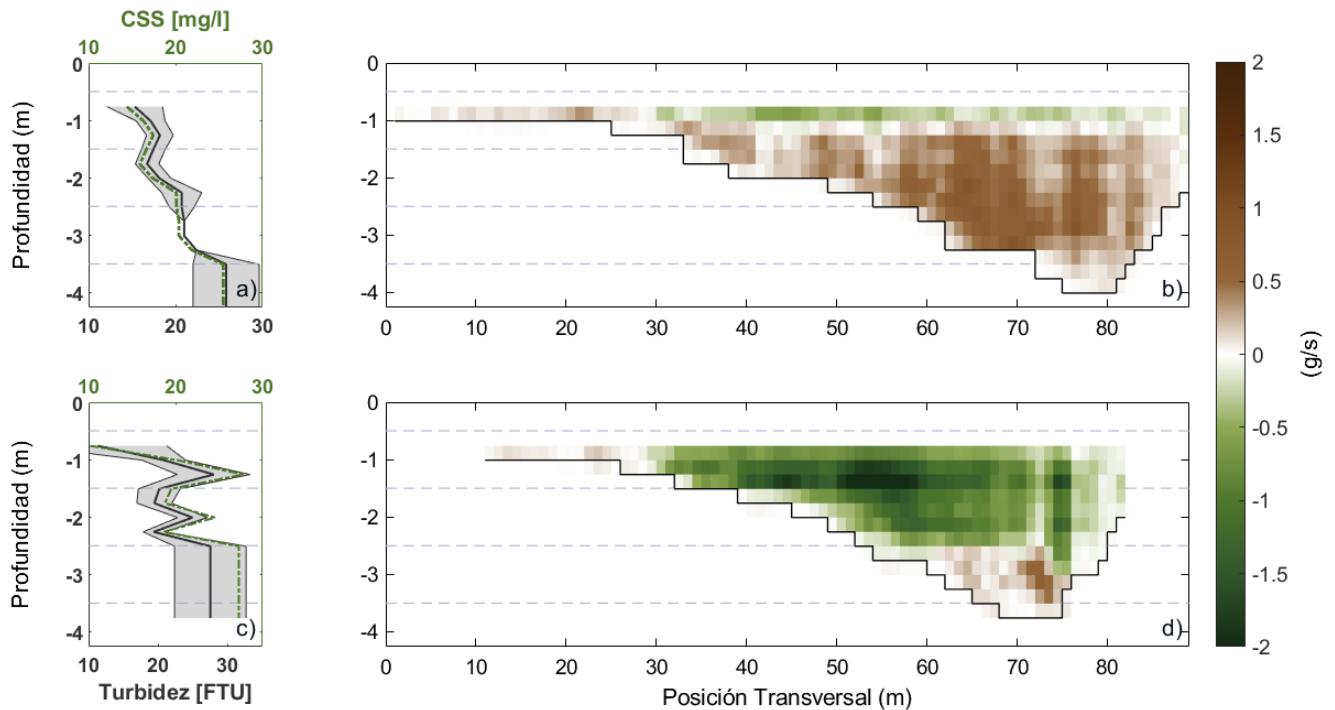 CSS [mg/l]
10 20 30
0
-1
-2
-3
-4
Profundidad (m)
a)
10 20 30
0
-1
-2
-3
-4
b)
0 10 20 30 40 50 60 70 80
2
1.5
1
0.5
0
-0.5
-1
-1.5
-2
(g/s)
10 20 30
0
-1
-2
-3
-4
Profundidad (m)
c)
10 20 30
Turbidez [FTU]
0
-1
-2
-3
-4
d)
0 10 20 30 40 50 60 70 80
Posición Transversal (m)